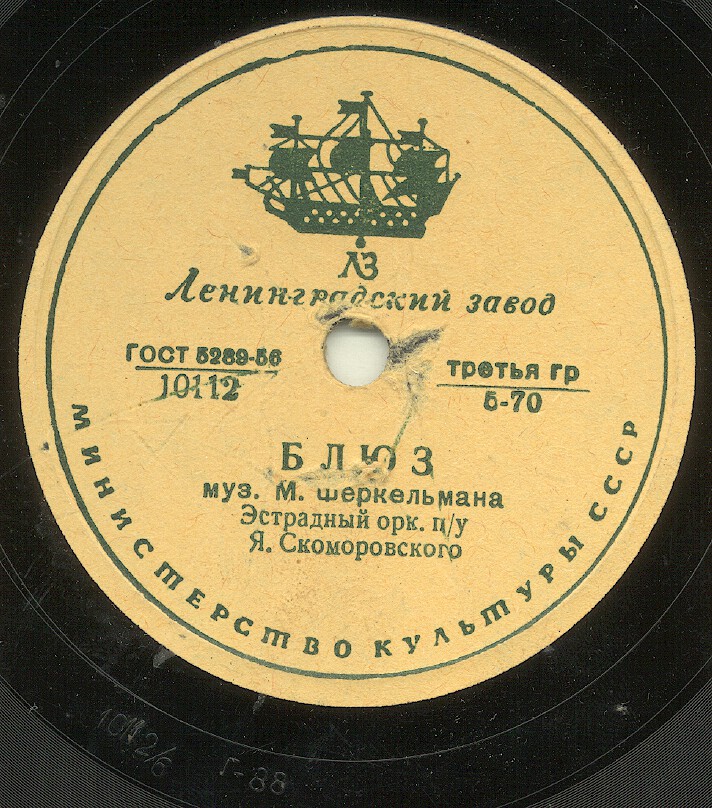 ЛЗ
Ленинградский завод
ГОСТ 5289-56
10112
третья гр
5-70
БЛЮЗ
муз. М. Феркельмана
Эстрадный орк. п/у
Я. Скоморовского
МИНИСТЕРСТВО КУЛЬТУРЫ СССР
10112/6 Г-88